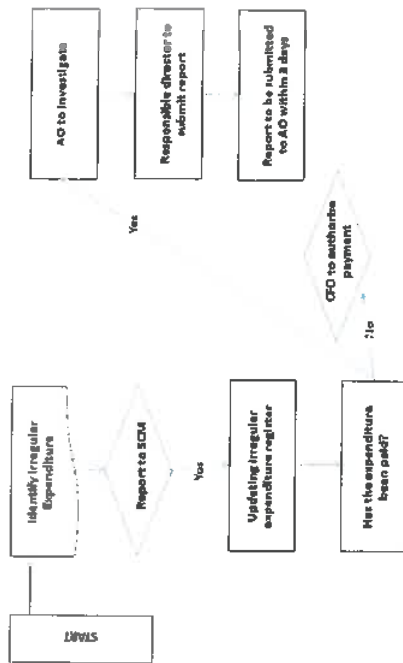 START
Identify Irregular
Expenditure
Report to SCM
Yes
Updating irregular
expenditure register
Has the expenditure
been paid?
No
CFO to authorise
payment
Yes
AO to investigate
Responsible director to
submit report
Report to be submitted
to AO within
days